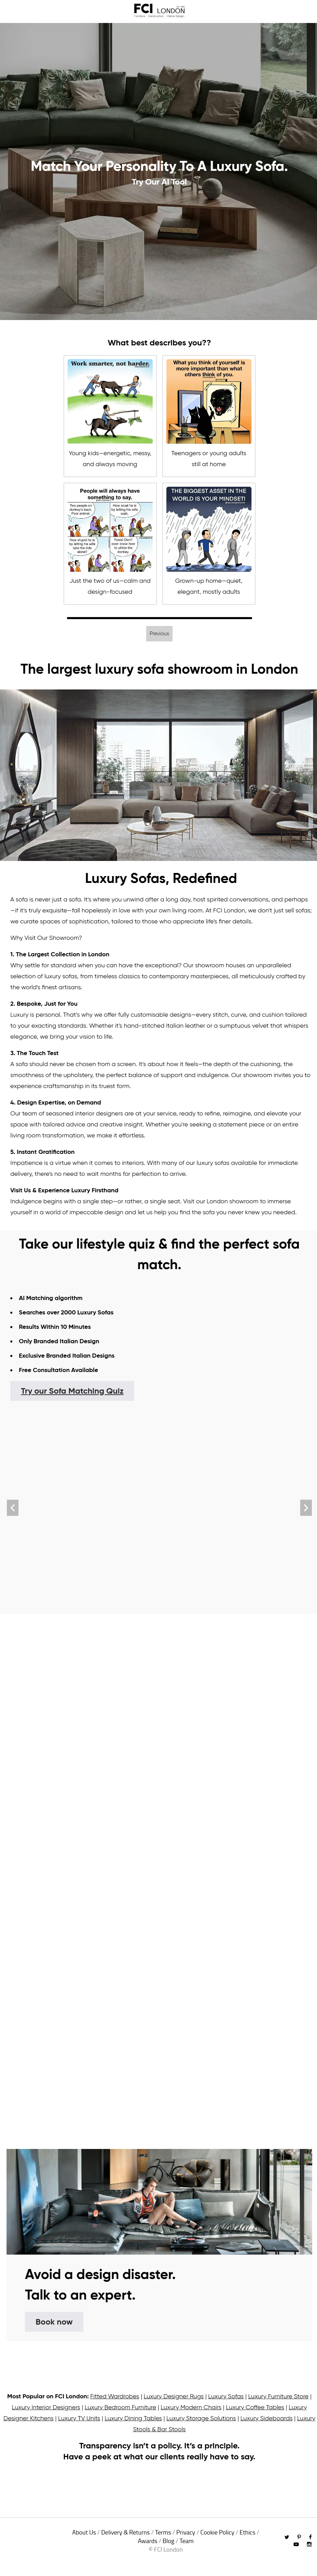 FCI LONDON
Furniture Construction Interior Design
Match Your Personality To A Luxury Sofa.
Try Our AI Tool
What best describes you??
Work smarter, not harder.
Young kids—energetic, messy,
and always moving
What you think of yourself is
more important than what
others think of you.
Teenagers or young adults
still at home
People will always have
something to say.
Just the two of us—calm and
design-focused
THE BIGGEST ASSET IN THE
WORLD IS YOUR MINDSET!
Grown-up home—quiet,
elegant, mostly adults
Previous
The largest luxury sofa showroom in London
Luxury Sofas, Redefined
A sofa is never just a sofa. It's where you unwind after a long day, host spirited conversations, and perhaps
—if it's truly exquisite—fall hopelessly in love with your own living room. At FCI London, we don't just sell sofas;
we curate spaces of sophistication, tailored to those who appreciate life's finer details.
Why Visit Our Showroom?
1. The Largest Collection in London
Why settle for standard when you can have the exceptional? Our showroom houses an unparalleled
selection of luxury sofas, from timeless classics to contemporary masterpieces, all meticulously crafted by
the world's finest artisans.
2. Bespoke, Just for You
Luxury is personal. That's why we offer fully customisable designs—every stitch, curve, and cushion tailored
to your exacting standards. Whether it's hand-stitched Italian leather or a sumptuous velvet that whispers
elegance, we bring your vision to life.
3. The Touch Test
A sofa should never be chosen from a screen. It's about how it feels—the depth of the cushioning, the
smoothness of the upholstery, the perfect balance of support and indulgence. Our showroom invites you to
experience craftsmanship in its truest form.
4. Design Expertise, on Demand
Our team of seasoned interior designers are at your service, ready to refine, reimagine, and elevate your
space with tailored advice and creative insight. Whether you're seeking a statement piece or an entire
living room transformation, we make it effortless.
5. Instant Gratification
Impatience is a virtue when it comes to interiors. With many of our luxury sofas available for immediate
delivery, there's no need to wait months for perfection to arrive.
Visit Us & Experience Luxury Firsthand
Indulgence begins with a single step—or rather, a single seat. Visit our London showroom to immerse
yourself in a world of impeccable design and let us help you find the sofa you never knew you needed.
Take our lifestyle quiz & find the perfect sofa
match.
• AI Matching algorithm
• Searches over 2000 Luxury Sofas
• Results Within 10 Minutes
• Only Branded Italian Design
• Exclusive Branded Italian Designs
• Free Consultation Available
Try our Sofa Matching Quiz
Avoid a design disaster.
Talk to an expert.
Book now
Most Popular on FCI London: Fitted Wardrobes | Luxury Designer Rugs | Luxury Sofas | Luxury Furniture Store |
Luxury Interior Designers | Luxury Bedroom Furniture | Luxury Modern Chairs | Luxury Coffee Tables | Luxury
Designer Kitchens | Luxury TV Units | Luxury Dining Tables | Luxury Storage Solutions | Luxury Sideboards | Luxury
Stools & Bar Stools
Transparency isn't a policy. It's a principle.
Have a peek at what our clients really have to say.
About Us / Delivery & Returns / Terms / Privacy / Cookie Policy / Ethics /
Awards / Blog / Team
© FCI London